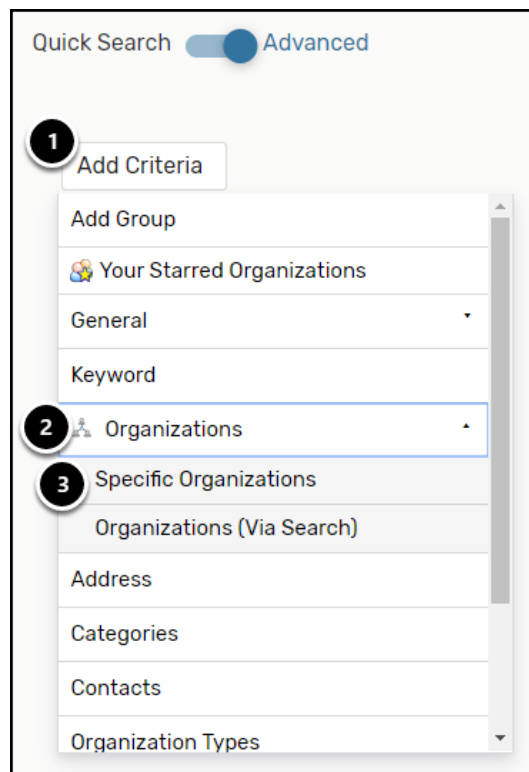 Quick Search Advanced
1
Add Criteria
Add Group
Your Starred Organizations
General
Keyword
2 Organizations
3 Specific Organizations
Organizations (Via Search)
Address
Categories
Contacts
Organization Types